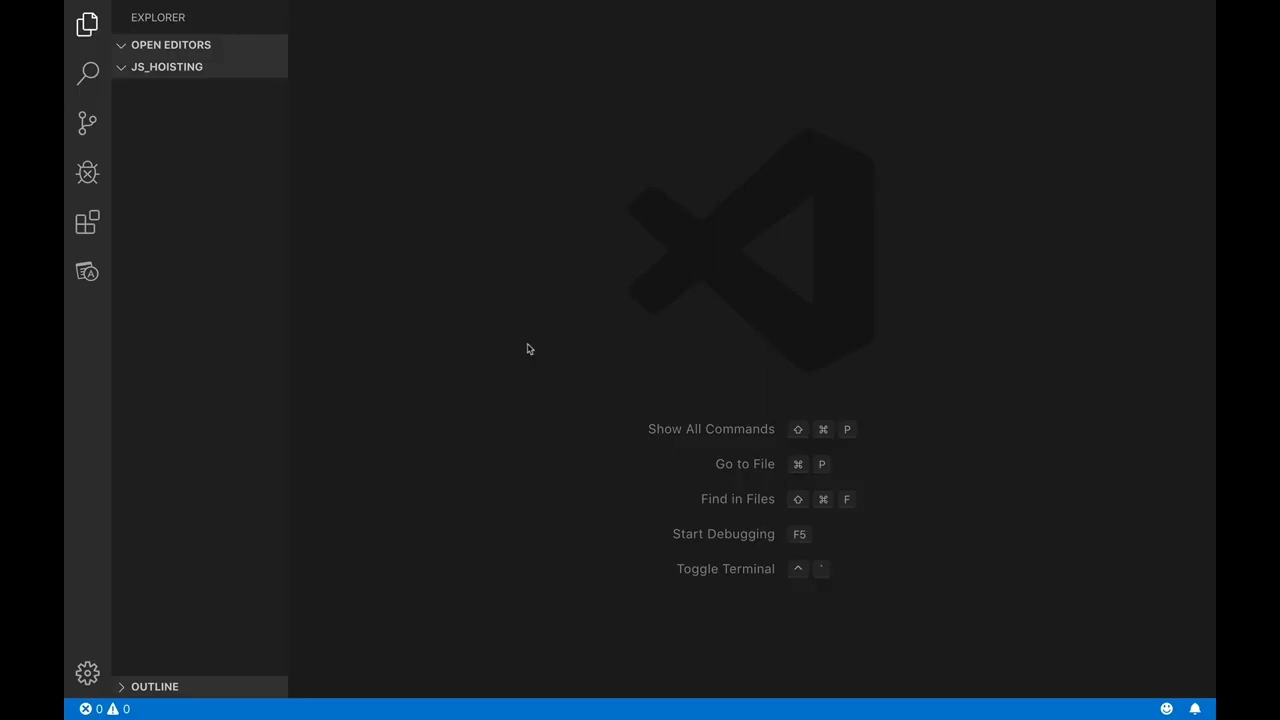 EXPLORER
OPEN EDITORS
JS_HOISTING
Show All Commands ⇧ ⌘ P
Go to File ⌘ P
Find in Files ⇧ ⌘ F
Start Debugging F5
Toggle Terminal ^ `
OUTLINE
0 0